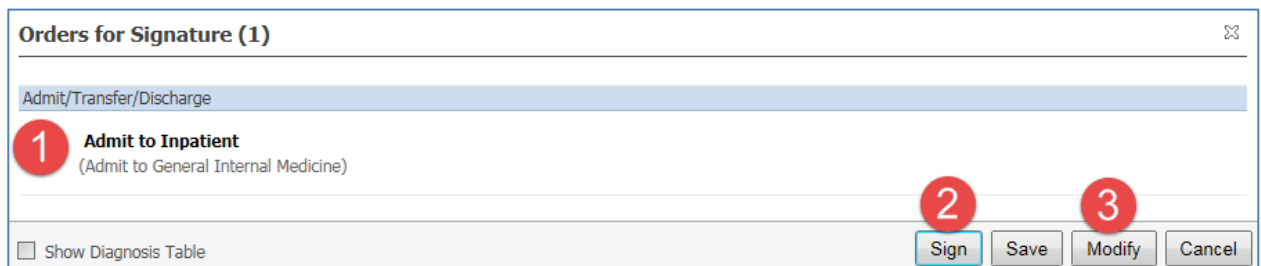 Orders for Signature (1)
Admit/Transfer/Discharge
1 Admit to Inpatient
(Admit to General Internal Medicine)
2 3
Show Diagnosis Table Sign Save Modify Cancel